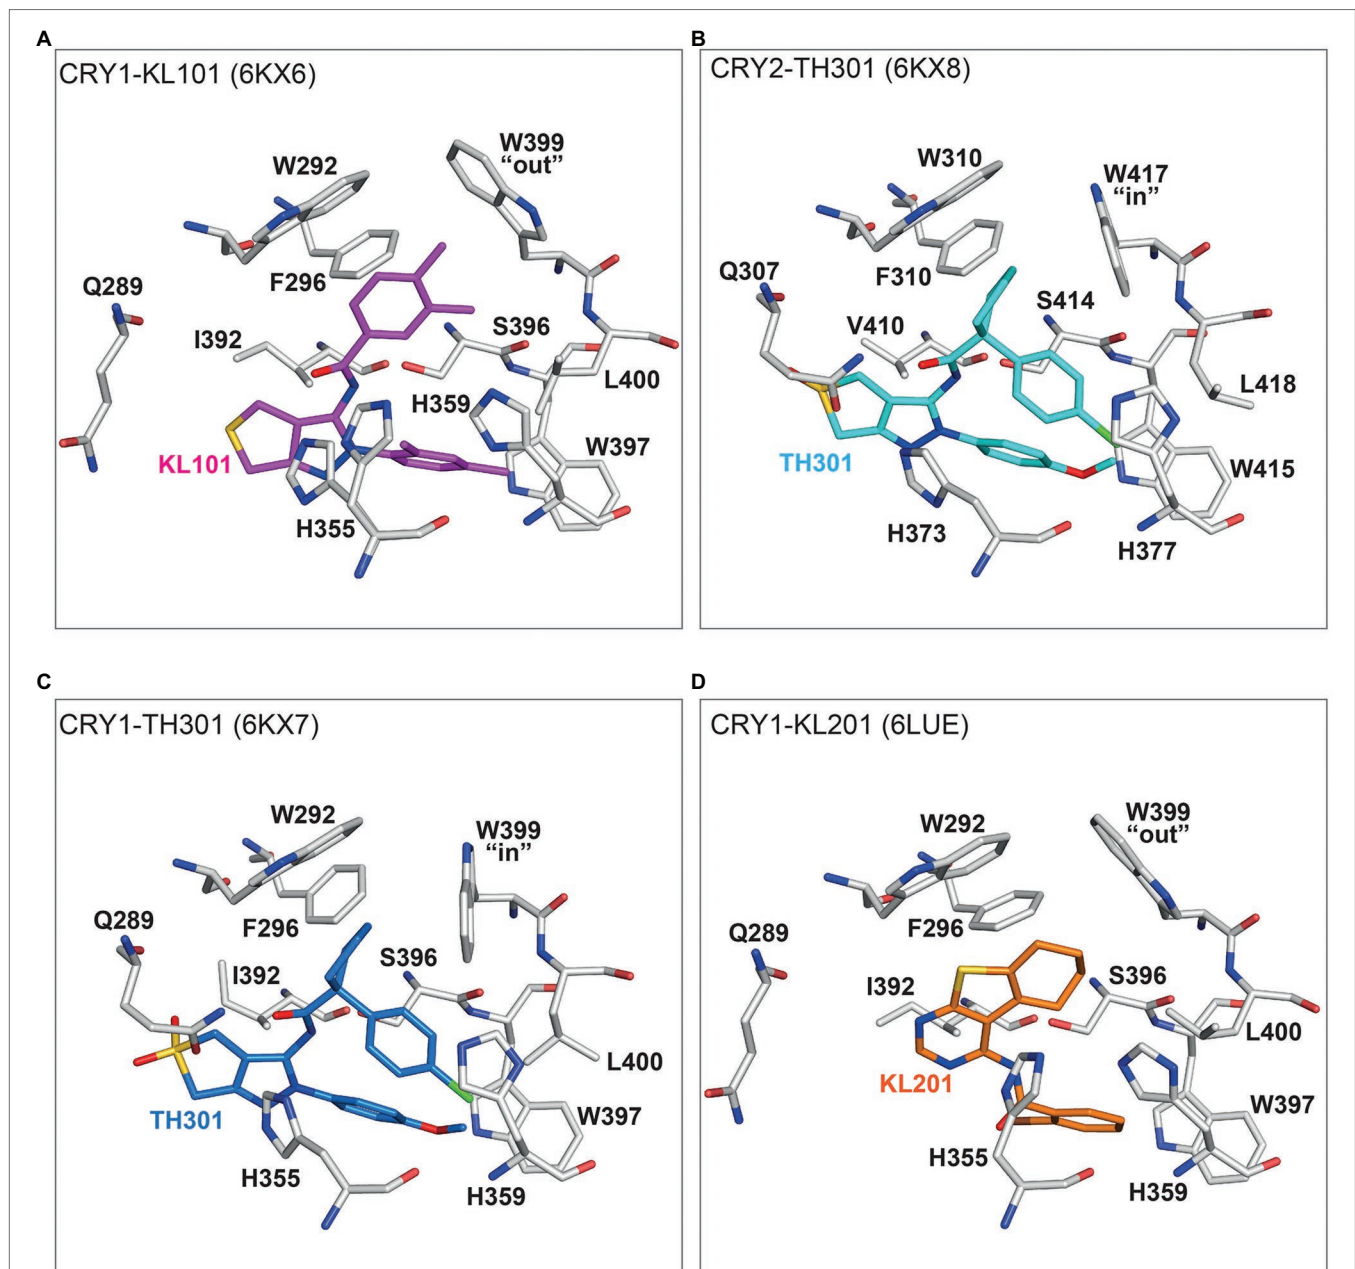 A
CRY1-KL101 (6KX6)
W399
“out”
W292
F296
Q289
I392
S396
H359
L400
KL101
W397
H355
B
CRY2-TH301 (6KX8)
W310
W417
“in”
Q307
F310
S414
V410
L418
TH301
W415
H373
H377
C
CRY1-TH301 (6KX7)
W292
W399
“in”
Q289
F296
S396
I392
L400
TH301
W397
H355
H359
D
CRY1-KL201 (6LUE)
W399
“out”
W292
F296
Q289
S396
I392
L400
KL201
W397
H355
H359